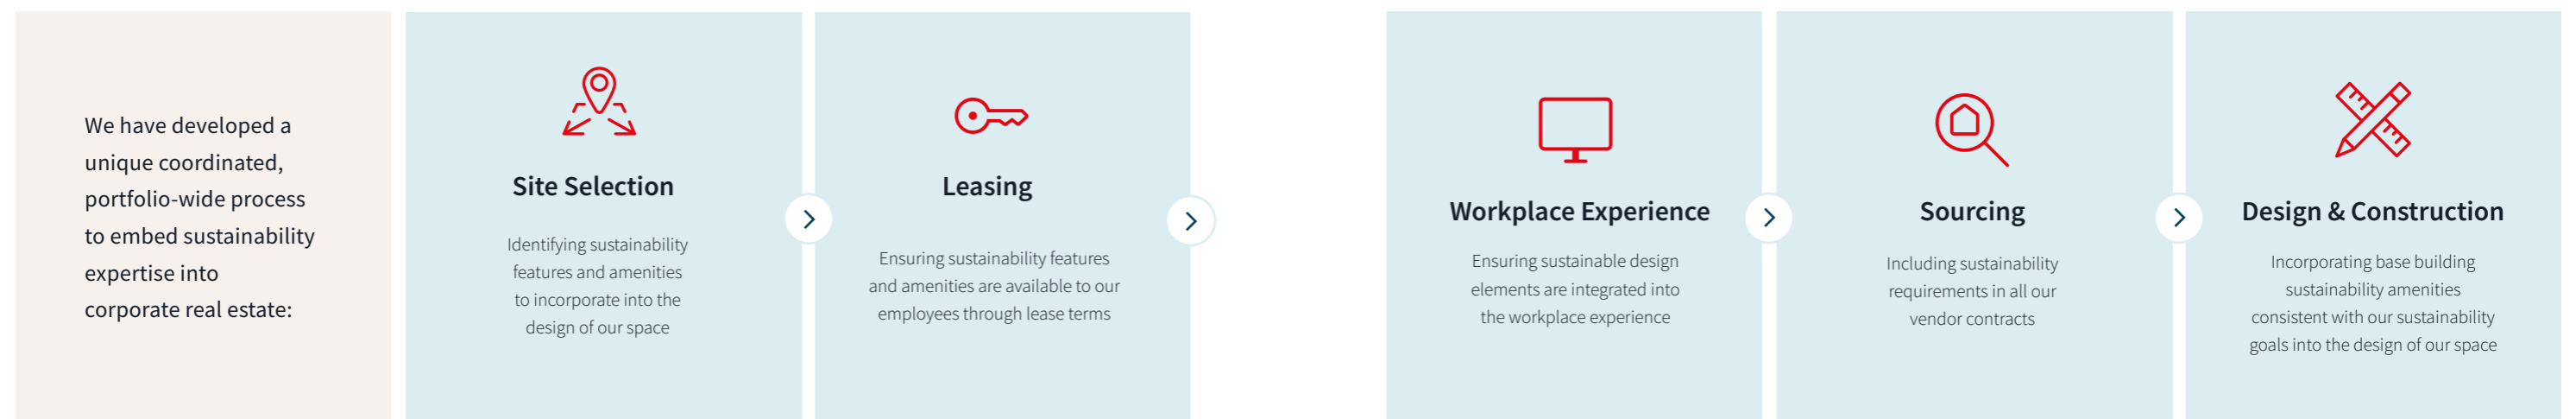 We have developed a
unique coordinated,
portfolio-wide process
to embed sustainability
expertise into
corporate real estate:
Site Selection
Identifying sustainability
features and amenities
to incorporate into the
design of our space
Leasing
Ensuring sustainability features
and amenities are available to our
employees through lease terms
Workplace Experience
Ensuring sustainable design
elements are integrated into
the workplace experience
Sourcing
Including sustainability
requirements in all our
vendor contracts
Design & Construction
Incorporating base building
sustainability amenities
consistent with our sustainability
goals into the design of our space